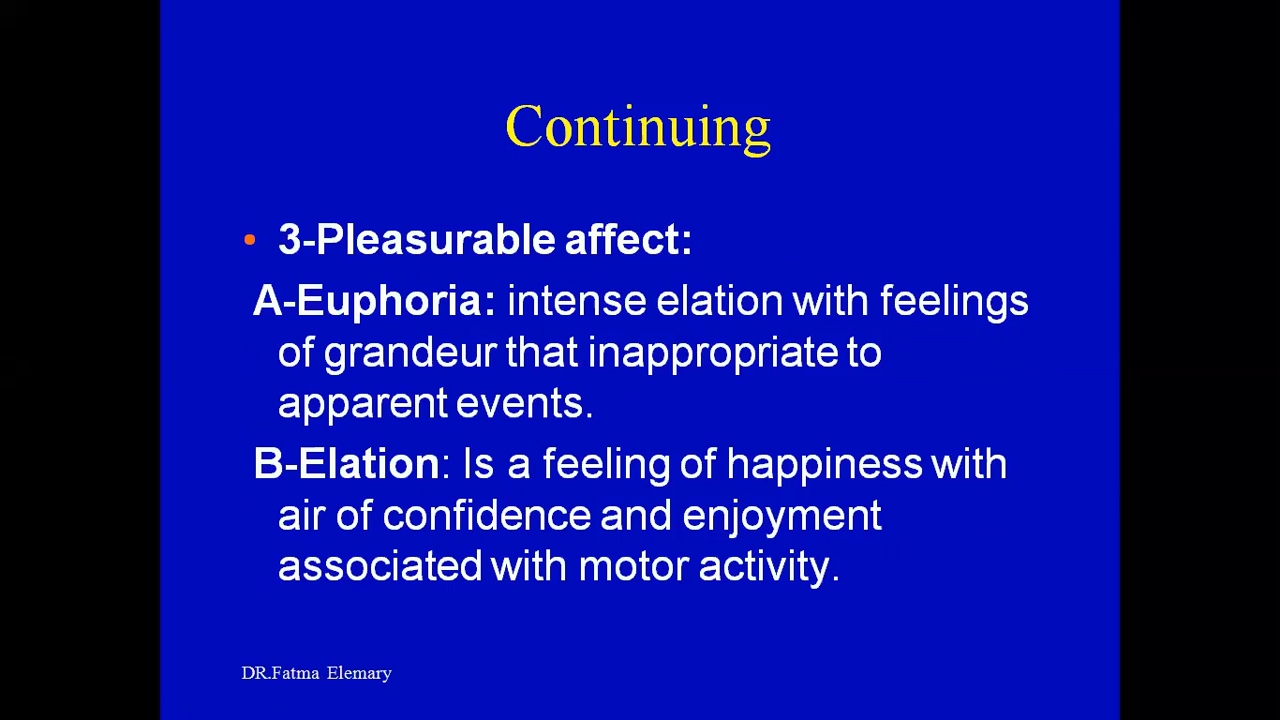 Continuing
• 3-Pleasurable affect:
A-Euphoria: intense elation with feelings
of grandeur that inappropriate to
apparent events.
B-Elation: Is a feeling of happiness with
air of confidence and enjoyment
associated with motor activity.
DR.Fatma Elemary